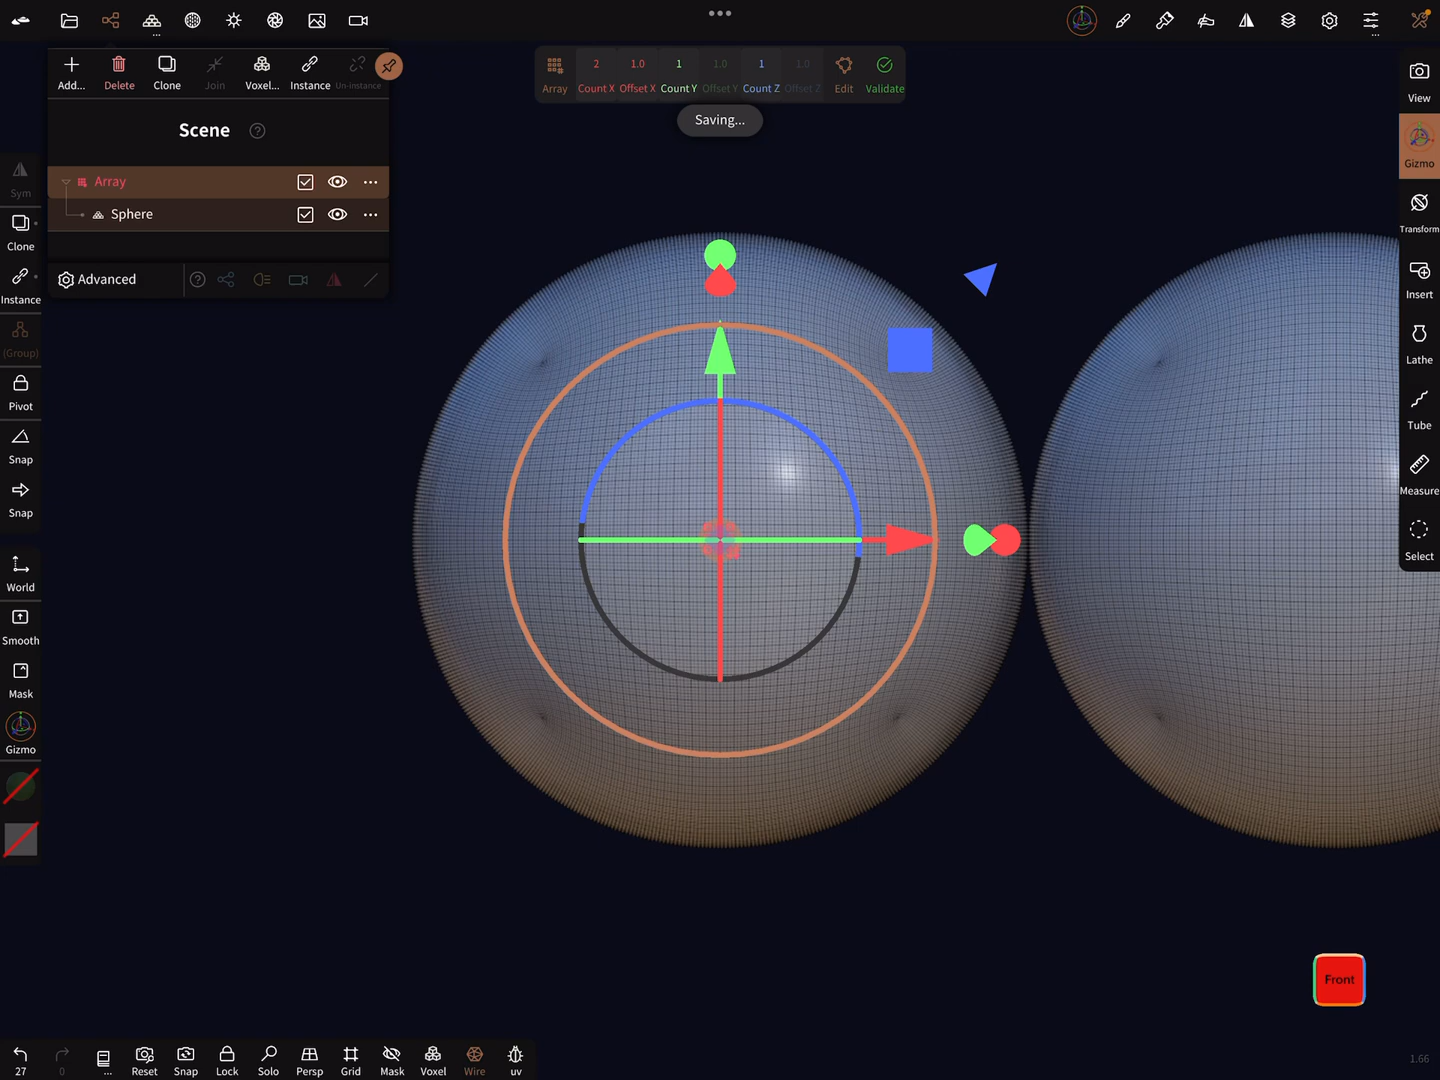 Add...
Delete
Clone
Join
Voxel...
Instance
Un-instance
Scene ?
Array
Sphere
Advanced
?
2 1.0 1 1.0 1 1.0
Array Count X Offset X Count Y Offset Y Count Z Offset Z Edit Validate
Saving...
Sym
Clone
Instance
(Group)
Pivot
Snap
Snap
World
Smooth
Mask
Gizmo
View
Gizmo
Transform
Insert
Lathe
Tube
Measure
Select
Front
27 0 ... Reset Snap Lock Solo Persp Grid Mask Voxel Wire uv
1.66